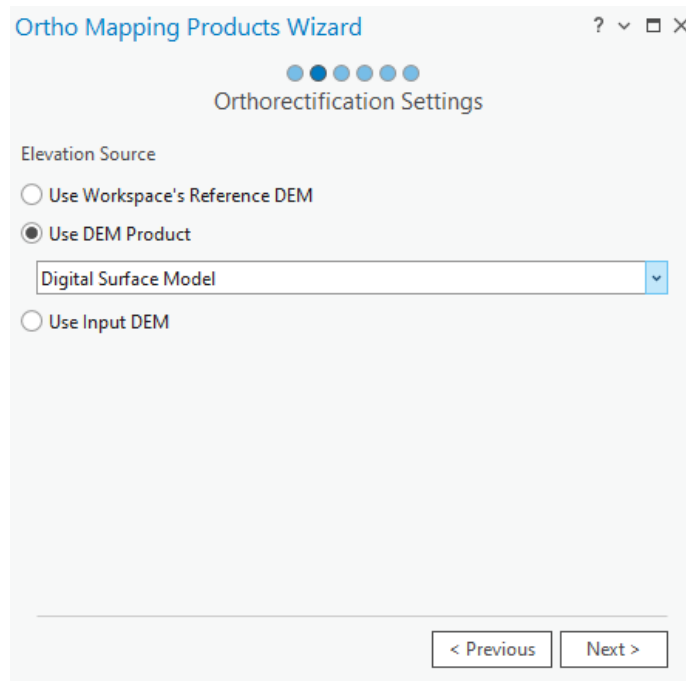 Ortho Mapping Products Wizard ?
Orthorectification Settings
Elevation Source
Use Workspace's Reference DEM
Use DEM Product
Digital Surface Model
Use Input DEM
< Previous Next >